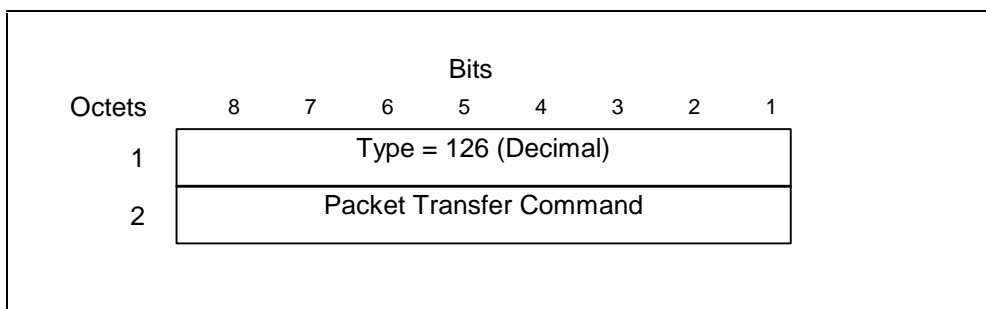 Bits
Octets 8 7 6 5 4 3 2 1
1 Type = 126 (Decimal)
2 Packet Transfer Command